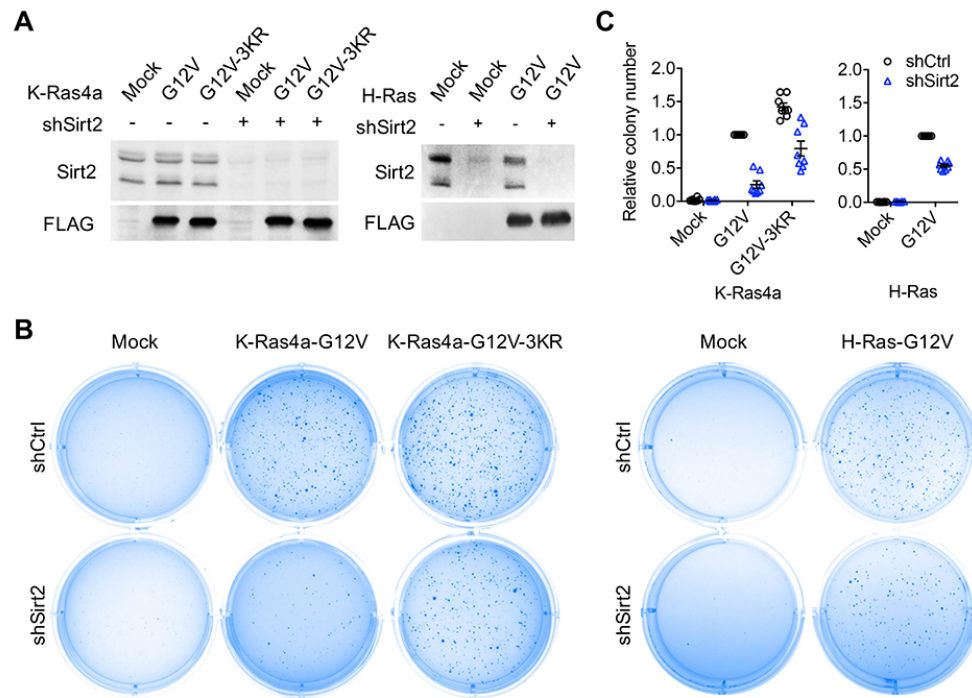 A
K-Ras4a
Mock
G12V
G12V-3KR
Mock
G12V
G12V-3KR
shSirt2
- - - + + +
Sirt2
FLAG
H-Ras
Mock
Mock
G12V
G12V
shSirt2
- + - +
Sirt2
FLAG
C
Relative colony number
2.0
1.5
1.0
0.5
0
Mock
G12V
G12V-3KR
K-Ras4a
2.0
1.5
1.0
0.5
0
Mock
G12V
H-Ras
shCtrl
shSirt2
B
Mock K-Ras4a-G12V K-Ras4a-G12V-3KR Mock H-Ras-G12V
shCtrl
shSirt2
shCtrl
shSirt2